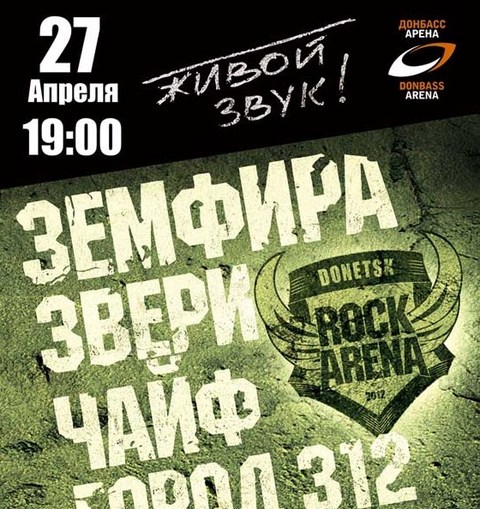 27
Апреля
19:00
ЖИВОЙ
ЗВУК!
ДОНБАСС
АРЕНА
DONBASS
ARENA
ЗЕМФИРА
ЗВЕРИ
ЧАЙФ
ГОРОД 312
DONETSK
ROCK
ARENA
2012